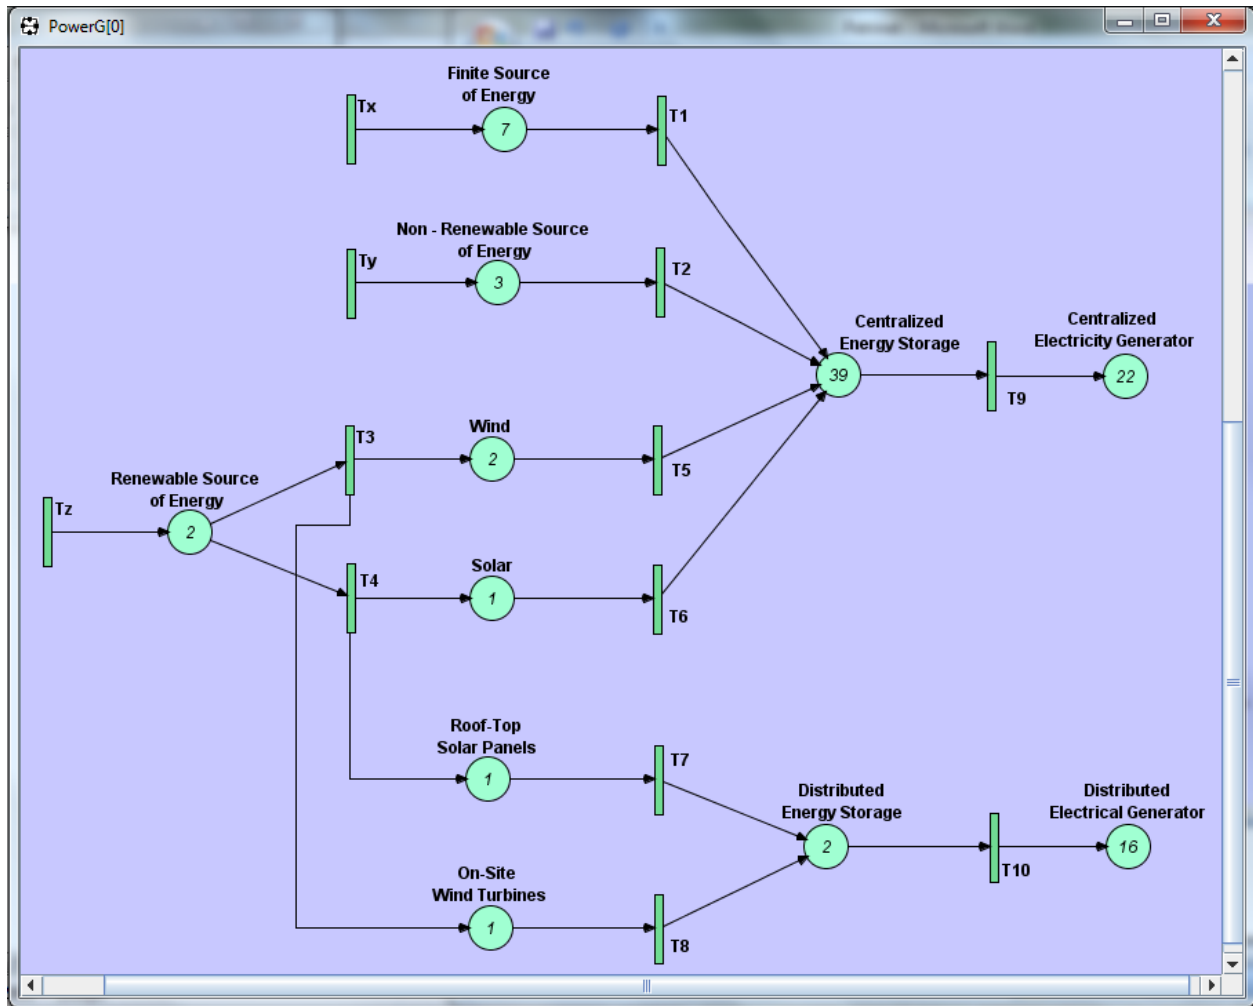 PowerG[0]
Finite Source
of Energy
Tx
7
T1
Non - Renewable Source
of Energy
Ty
3
T2
Centralized
Energy Storage
39
T9
Centralized
Electricity Generator
22
Renewable Source
of Energy
Tz
2
T3
Wind
2
T5
T4
Solar
1
T6
Roof-Top
Solar Panels
1
T7
Distributed
Energy Storage
2
T10
Distributed
Electrical Generator
16
On-Site
Wind Turbines
1
T8